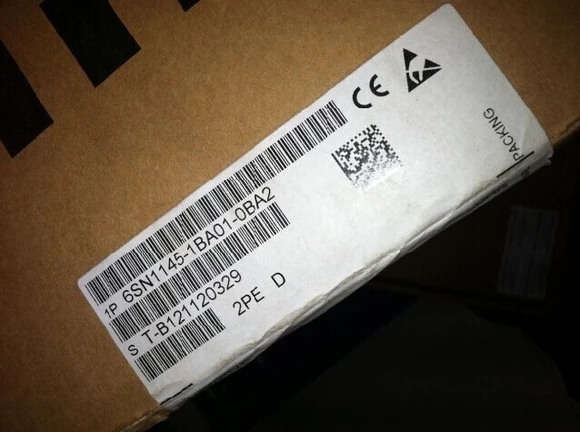 CE
PACKING
1P 6SN1145-1BA01-0BA2
S T-B121120329
2PE D